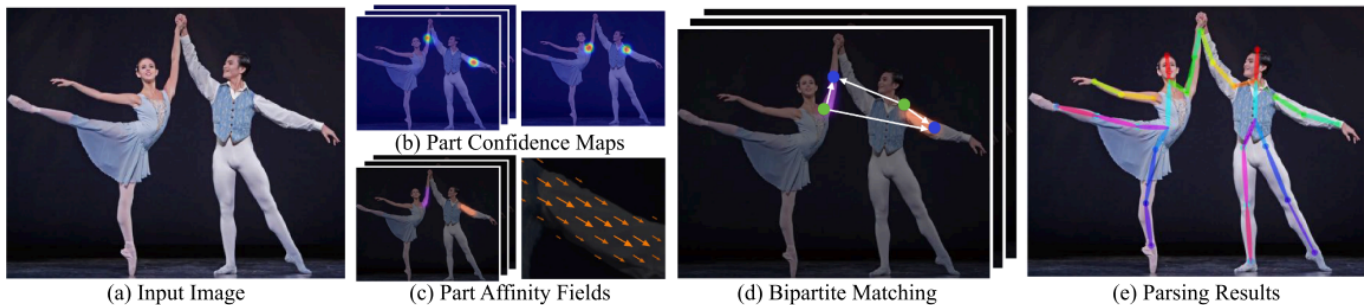 (a) Input Image
(b) Part Confidence Maps
(c) Part Affinity Fields
(d) Bipartite Matching
(e) Parsing Results